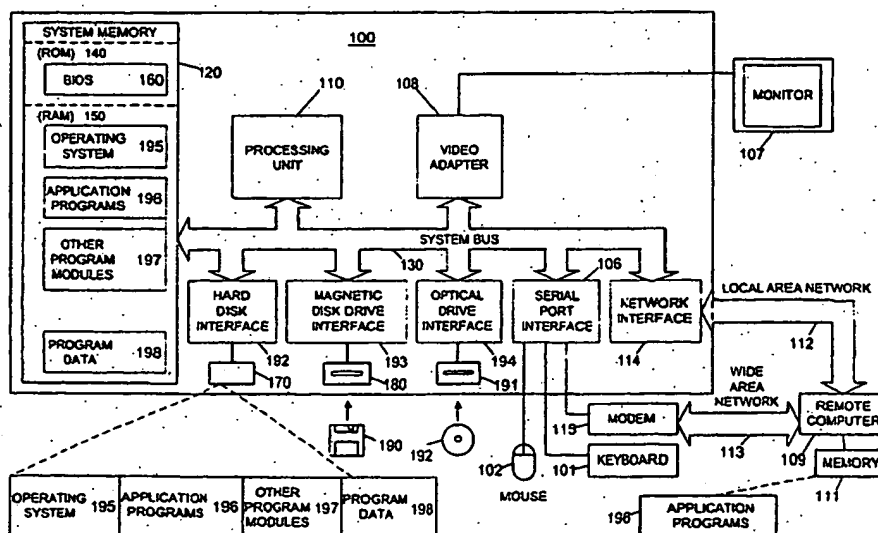 SYSTEM MEMORY
(ROM) 140
BIOS 160
120
(RAM) 150
OPERATING SYSTEM 195
APPLICATION PROGRAMS 196
OTHER PROGRAM MODULES 197
PROGRAM DATA 198
100
110
PROCESSING UNIT
108
VIDEO ADAPTER
MONITOR
107
SYSTEM BUS
130
106
HARD DISK INTERFACE
192
MAGNETIC DISK DRIVE INTERFACE
193
OPTICAL DRIVE INTERFACE
194
SERIAL PORT INTERFACE
NETWORK INTERFACE
114
LOCAL AREA NETWORK
112
170
180
191
WIDE AREA NETWORK
113
115
MODEM
REMOTE COMPUTER
109
MEMORY
111
190
192
102
MOUSE
101
KEYBOARD
OPERATING SYSTEM 195
APPLICATION PROGRAMS 196
OTHER PROGRAM MODULES 197
PROGRAM DATA 198
196
APPLICATION PROGRAMS